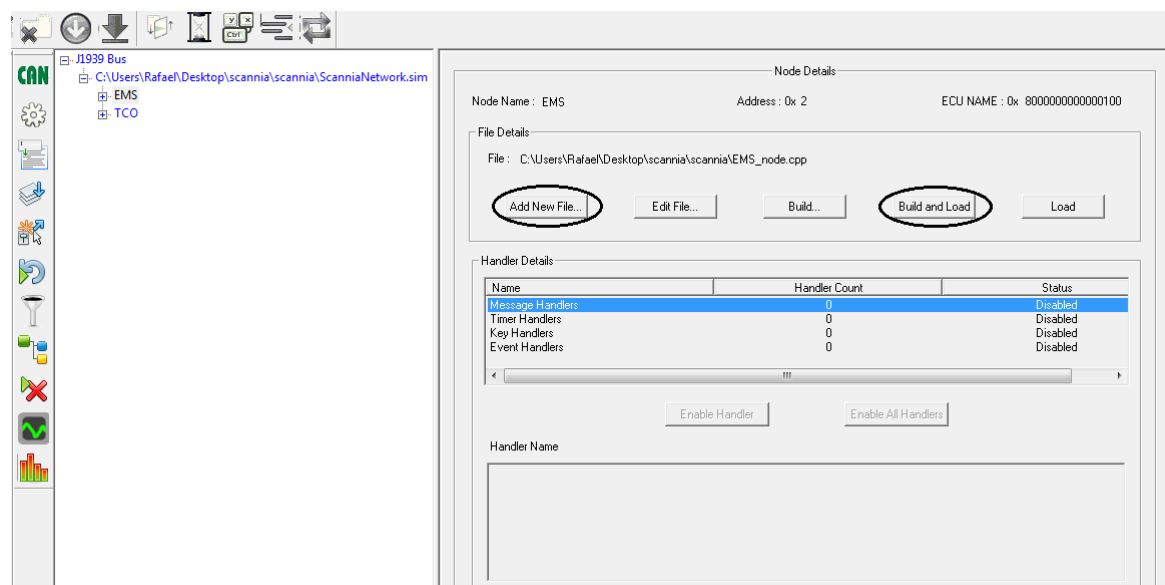 Y X
Ctrl
CAN
J1939 Bus
C:\Users\Rafael\Desktop\scannia\scannia\ScanniaNetwork.sim
EMS
TCO
Node Details
Node Name : EMS Address : 0x 2 ECU NAME : 0x 8000000000000100
File Details
File : C:\Users\Rafael\Desktop\scannia\scannia\EMS_node.cpp
Add New File... Edit File... Build... Build and Load Load
Handler Details
Name Handler Count Status
Message Handlers 0 Disabled
Timer Handlers 0 Disabled
Key Handlers 0 Disabled
Event Handlers 0 Disabled
Enable Handler Enable All Handlers
Handler Name